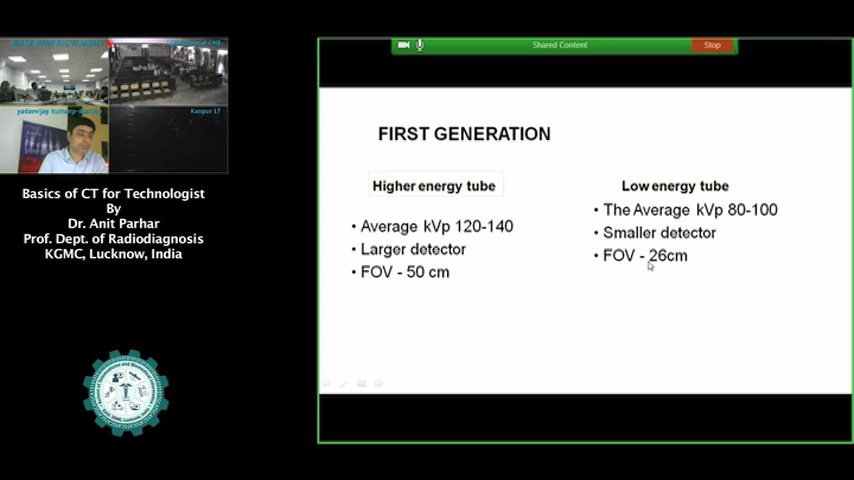 Kanpur LT
Shared Content
Stop
Basics of CT for Technologist
By
Dr. Anit Parhar
Prof. Dept. of Radiodiagnosis
KGMC, Lucknow, India
FIRST GENERATION
Higher energy tube
• Average kVp 120-140
• Larger detector
• FOV - 50 cm
Low energy tube
• The Average kVp 80-100
• Smaller detector
• FOV - 26cm